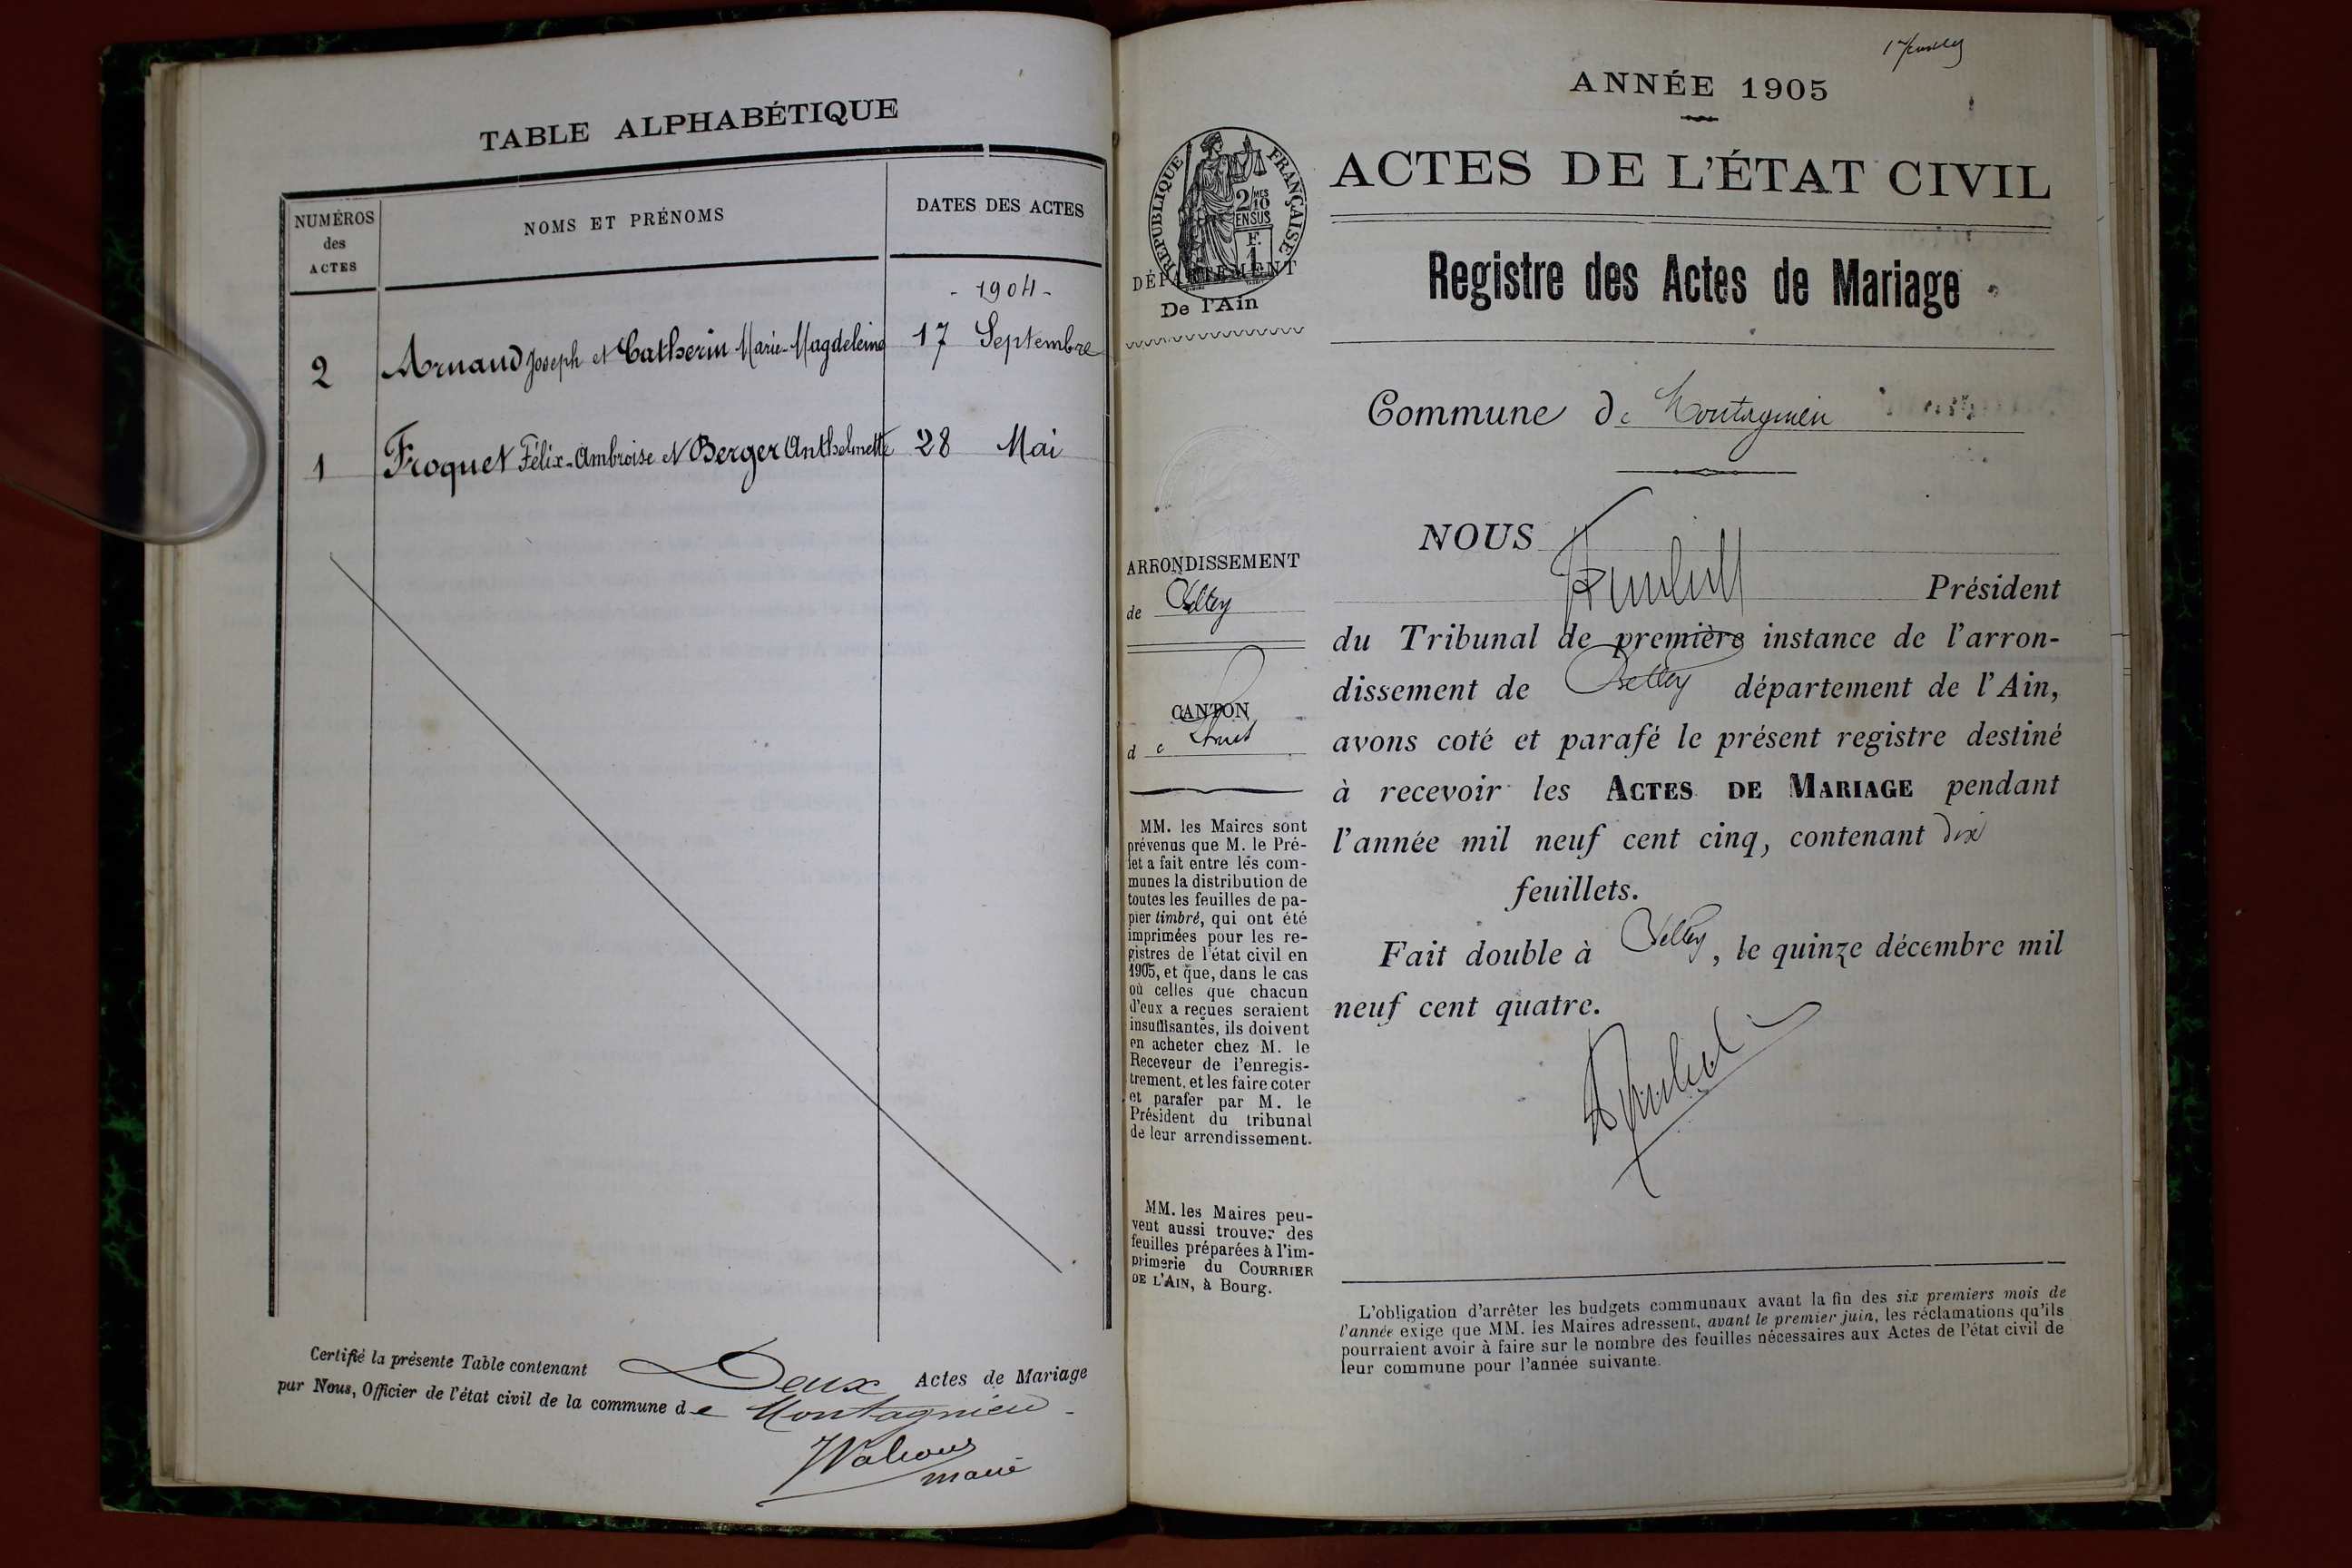 TABLE ALPHABÉTIQUE
NUMÉROS
des
ACTES
NOMS ET PRÉNOMS
DATES DES ACTES
- 1904 -
2 Arnaud Joseph et Catherin Marie-Magdeleine 17 Septembre
1 Froquet Félix-Ambroise et Berger Anthelmette 28 Mai
Certifié la présente Table contenant Deux Actes de Mariage
par Nous, Officier de l'état civil de la commune de Montagnieu -
maire
ANNÉE 1905
ACTES DE L'ÉTAT CIVIL
RÉPUBLIQUE FRANÇAISE
2/10 MES
EN SUS
F.
1
DÉPARTEMENT
De l'Ain
Registre des Actes de Mariage
Commune de Montagnieu
ARRONDISSEMENT
de Belley
CANTON
de
MM. les Maires sont
prévenus que M. le Pré-
fet a fait entre les com-
munes la distribution de
toutes les feuilles de pa-
pier timbré, qui ont été
imprimées pour les re-
gistres de l'état civil en
1905, et que, dans le cas
où celles que chacun
d'eux a reçues seraient
insuffisantes, ils doivent
en acheter chez M. le
Receveur de l'enregis-
trement, et les faire coter
et parafer par M. le
Président du tribunal
de leur arrondissement.
MM. les Maires peu-
vent aussi trouver des
feuilles préparées à l'im-
primerie du COURRIER
DE L'AIN, à Bourg.
NOUS
Président
du Tribunal de première instance de l'arron-
dissement de Belley département de l'Ain,
avons coté et parafé le présent registre destiné
à recevoir les ACTES DE MARIAGE pendant
l'année mil neuf cent cinq, contenant dix
feuillets.
Fait double à Belley, le quinze décembre mil
neuf cent quatre.
L'obligation d'arrêter les budgets communaux avant la fin des six premiers mois de
l'année exige que MM. les Maires adressent, avant le premier juin, les réclamations qu'ils
pourraient avoir à faire sur le nombre des feuilles nécessaires aux Actes de l'état civil de
leur commune pour l'année suivante.